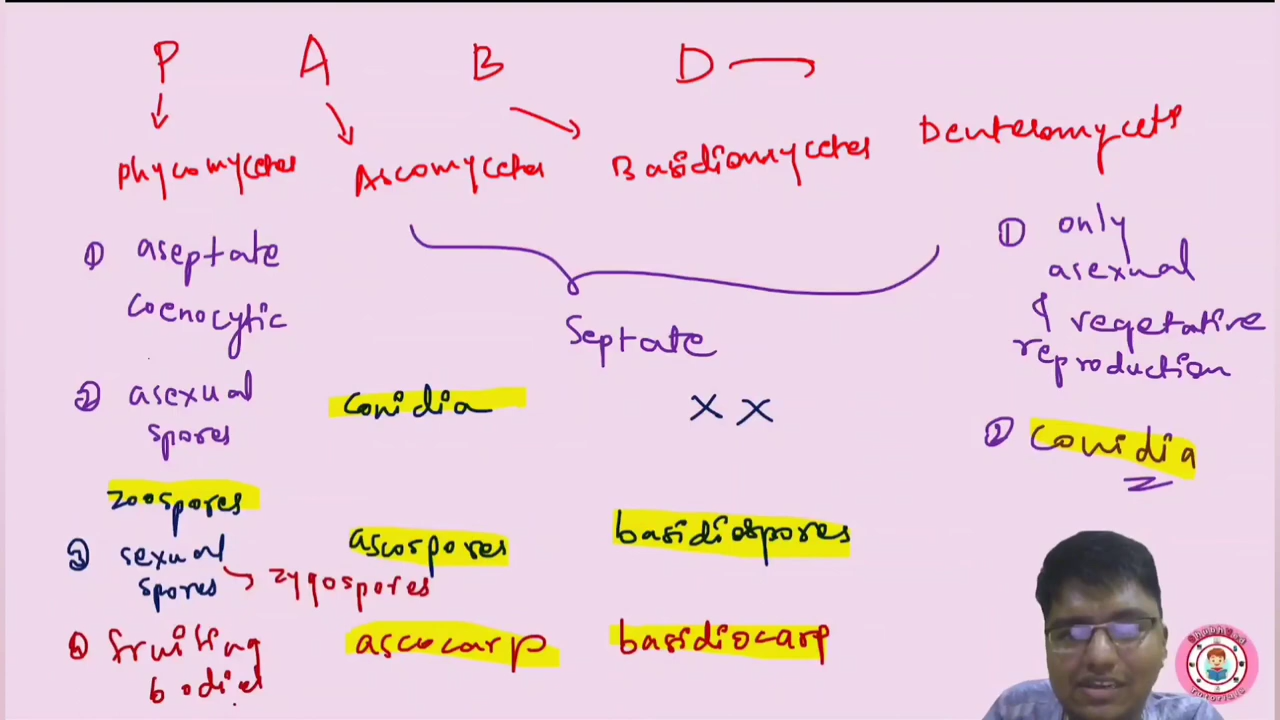 P A B D
Phycomycetes Ascomycetes Basidiomycetes Deuteromycets
① aseptate
coenocytic
Septate
① only
asexual
& vegetative
reproduction
② asexual
spores
conidia
X X
② conidia
zoospores
③ sexual
spores
zygospores
ascospores
basidiospores
④ fruiting
bodies
ascocarp
basidiocarp